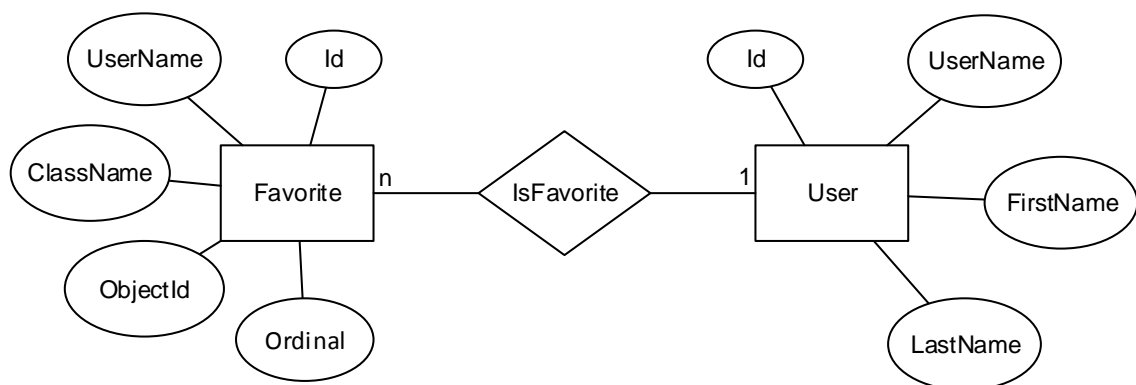 UserName
Id
Id
UserName
ClassName
Favorite
n
IsFavorite
1
User
FirstName
ObjectId
Ordinal
LastName